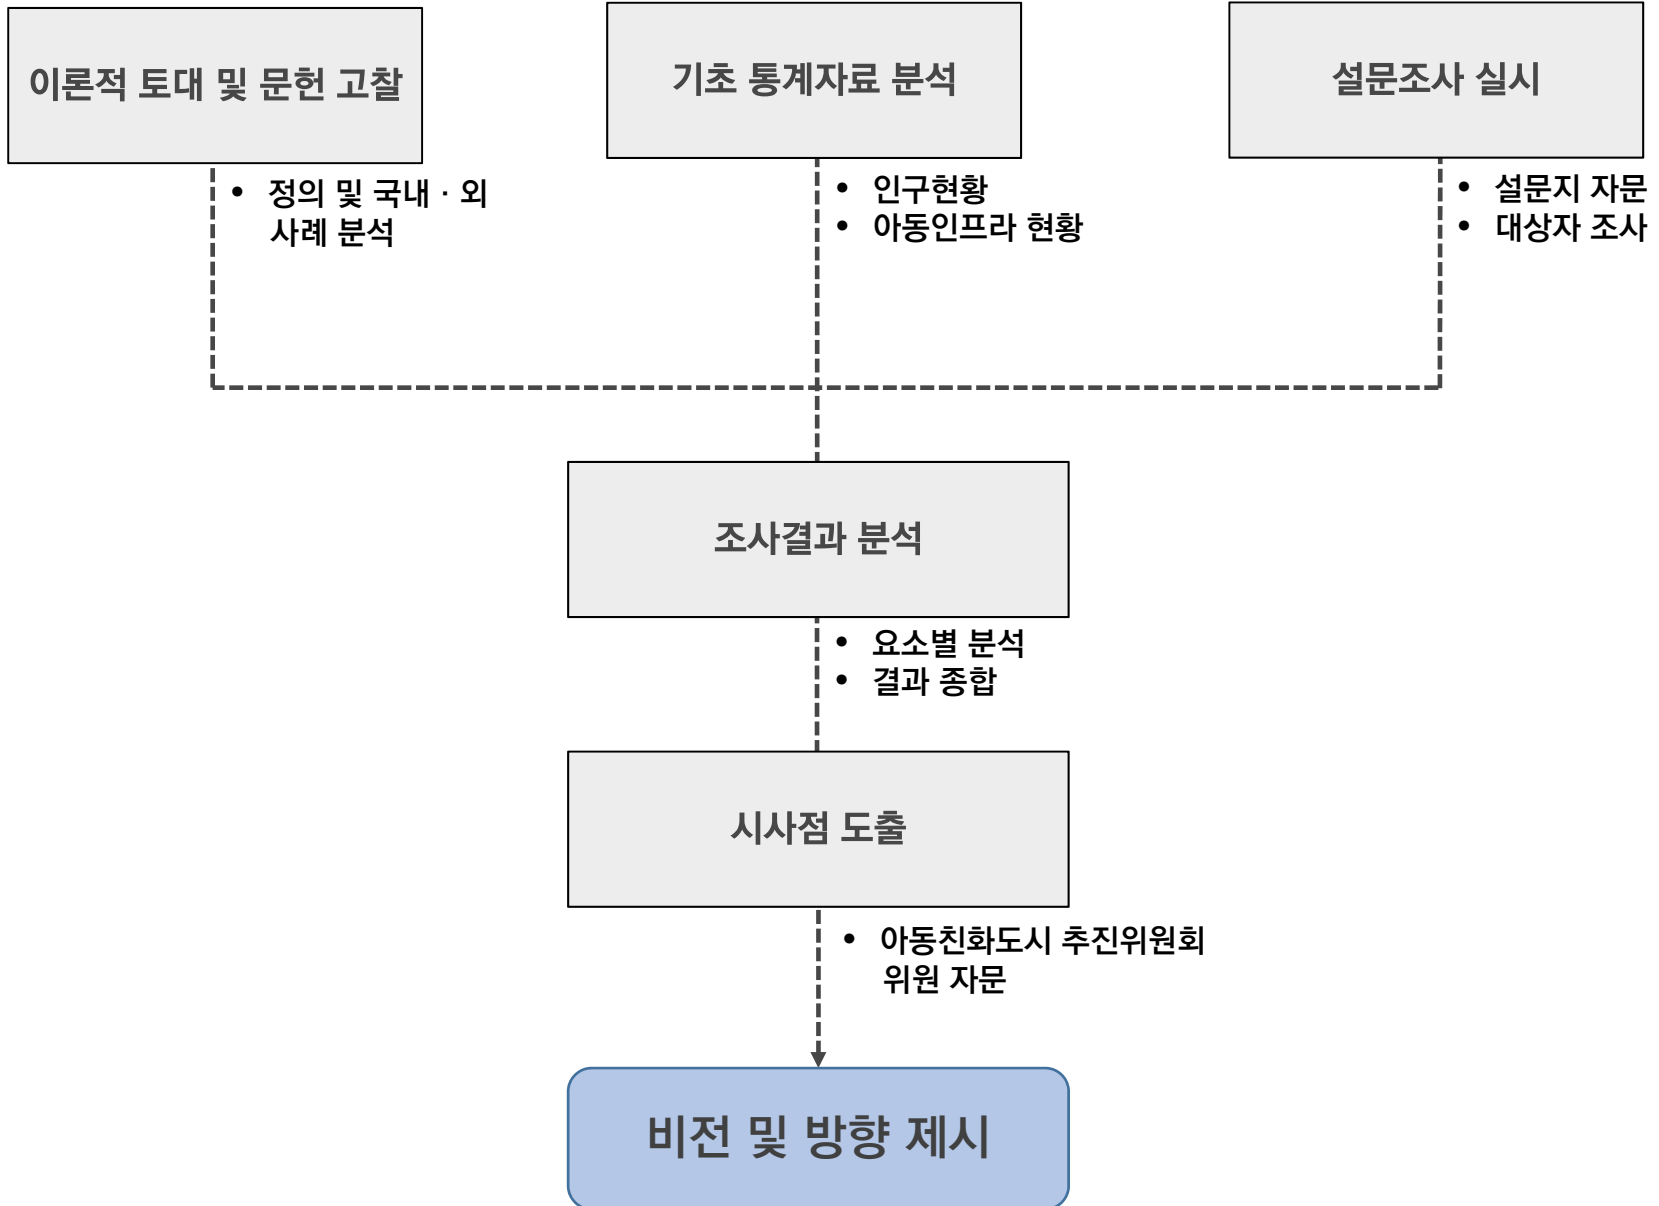 이론적 토대 및 문헌 고찰
기초 통계자료 분석
설문조사 실시
• 정의 및 국내 · 외
사례 분석
• 인구현황
• 아동인프라 현황
• 설문지 자문
• 대상자 조사
조사결과 분석
• 요소별 분석
• 결과 종합
시사점 도출
• 아동친화도시 추진위원회
위원 자문
비전 및 방향 제시